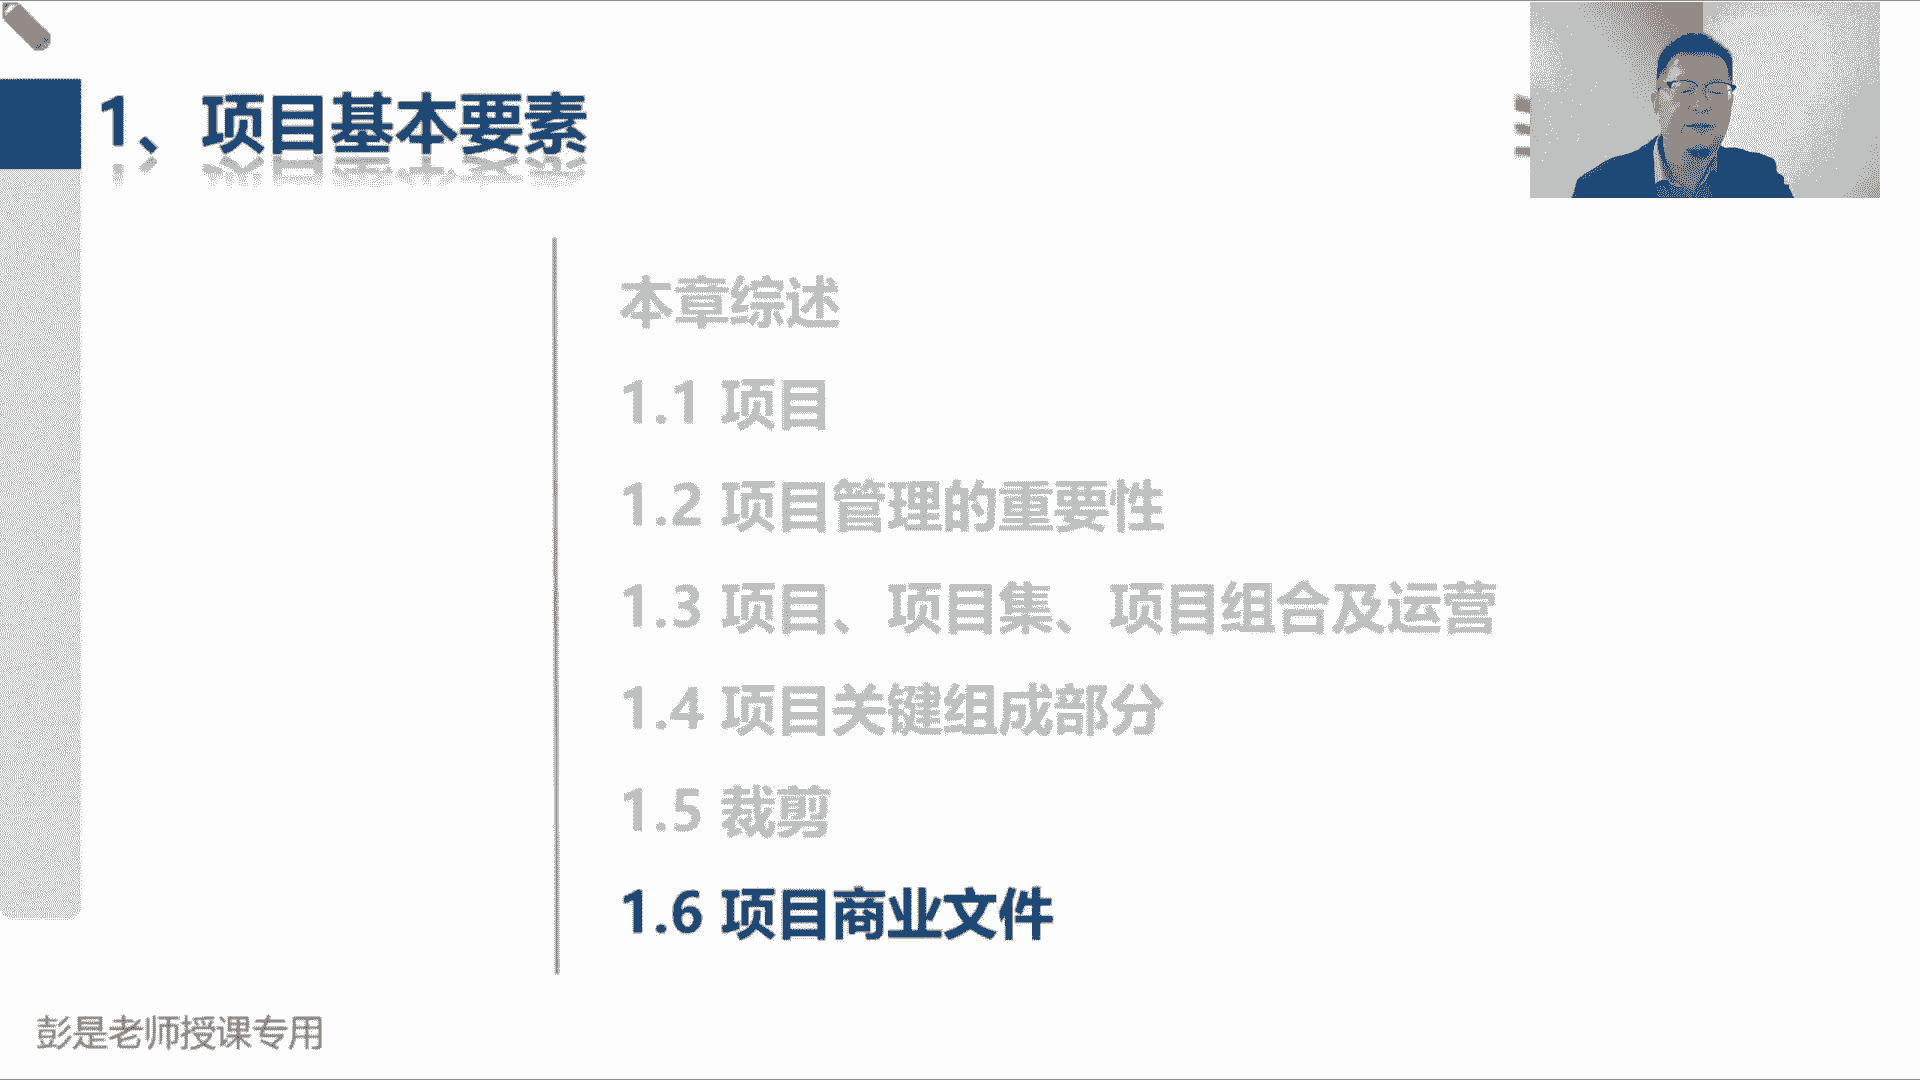 1、项目基本要素
本章综述
1.1 项目
1.2 项目管理的重要性
1.3 项目、项目集、项目组合及运营
1.4 项目关键组成部分
1.5 裁剪
1.6 项目商业文件
彭是老师授课专用